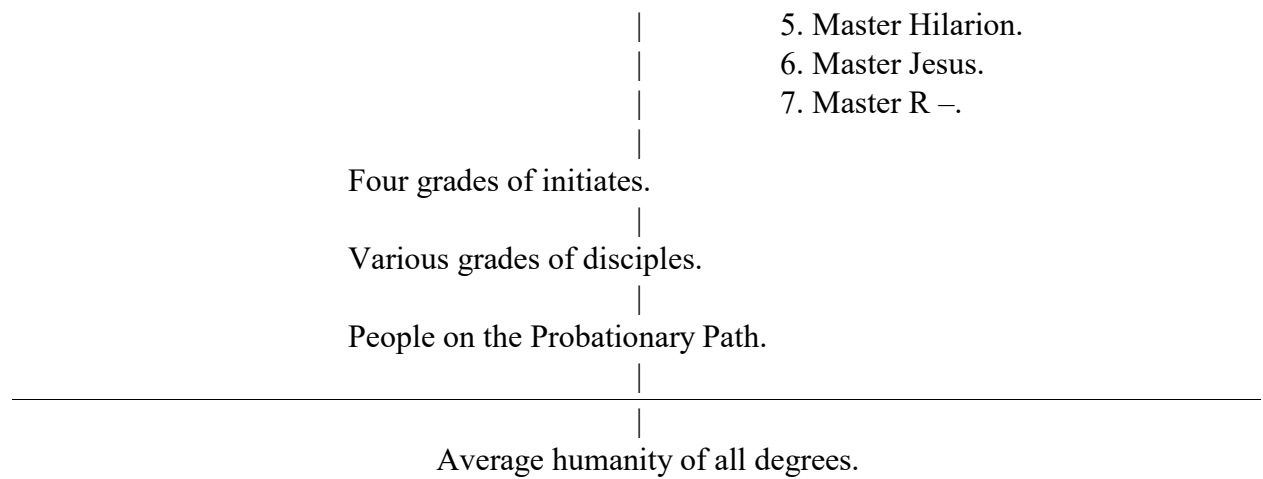 5. Master Hilarion.
6. Master Jesus.
7. Master R –.
Four grades of initiates.
Various grades of disciples.
People on the Probationary Path.
Average humanity of all degrees.